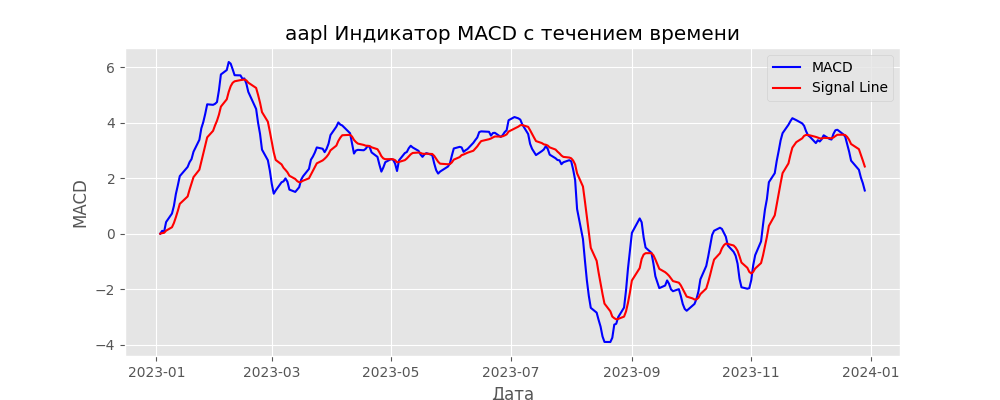 aapl Индикатор MACD с течением времени
MACD
Signal Line
6
4
2
0
−2
−4
MACD
2023-01
2023-03
2023-05
2023-07
2023-09
2023-11
2024-01
Дата